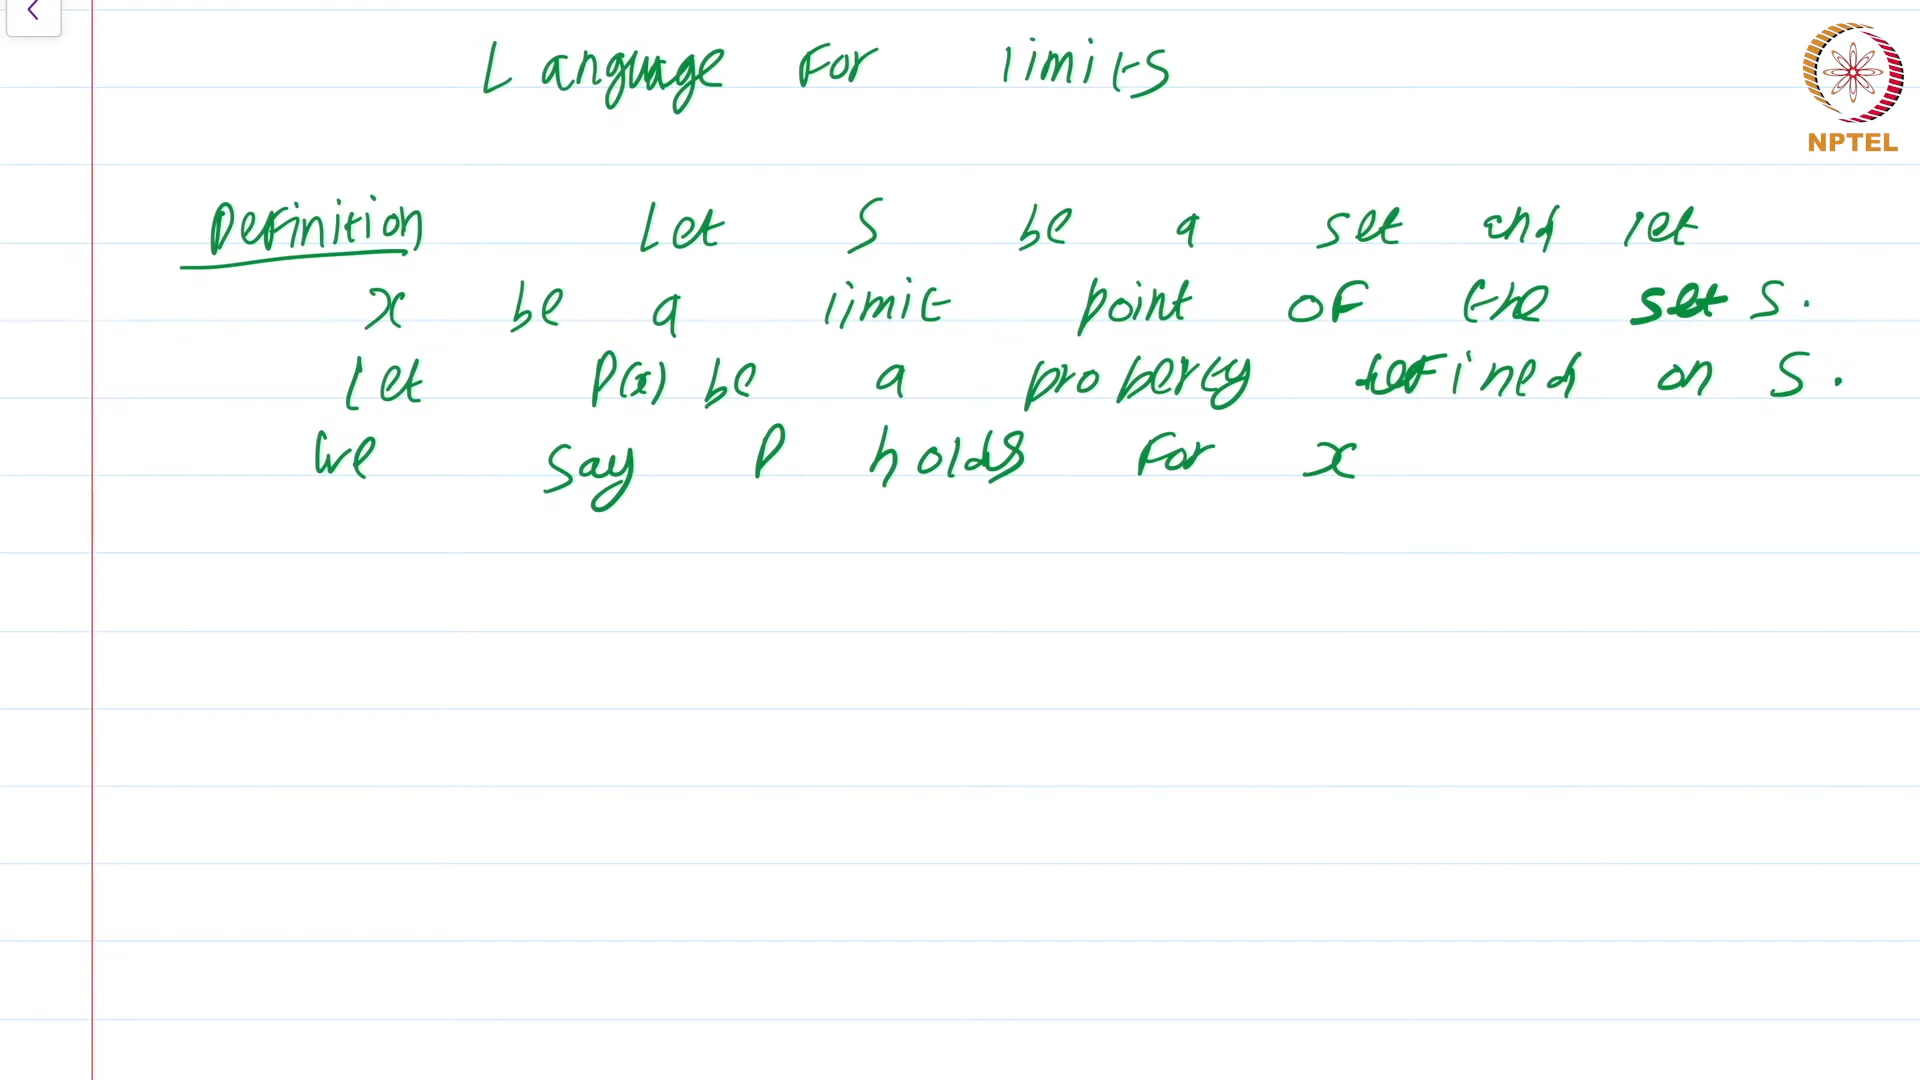 Language for limits
NPTEL
Definition Let S be a set and let
x be a limit point of the set S.
Let P(x) be a property defined on S.
We say P holds for x